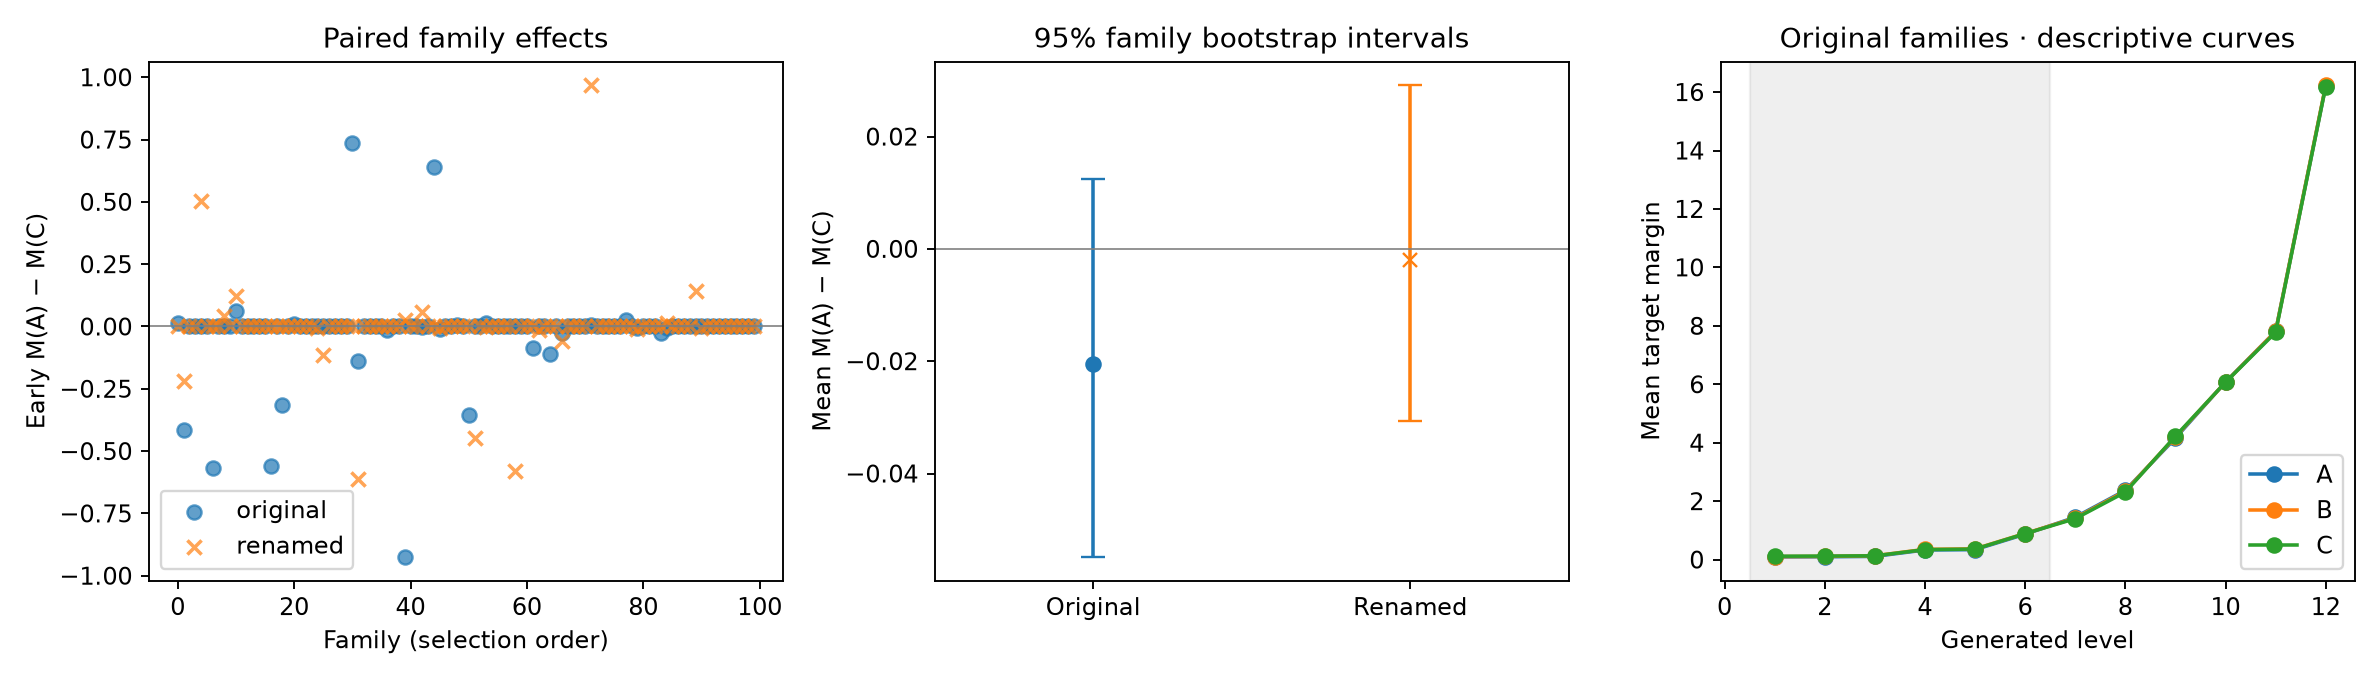 Paired family effects
Early M(A) − M(C)
1.00
0.75
0.50
0.25
0.00
−0.25
−0.50
−0.75
−1.00
original
renamed
0 20 40 60 80 100
Family (selection order)
95% family bootstrap intervals
Mean M(A) − M(C)
0.02
0.00
−0.02
−0.04
Original Renamed
Original families · descriptive curves
Mean target margin
16
14
12
10
8
6
4
2
0
A
B
C
0 2 4 6 8 10 12
Generated level